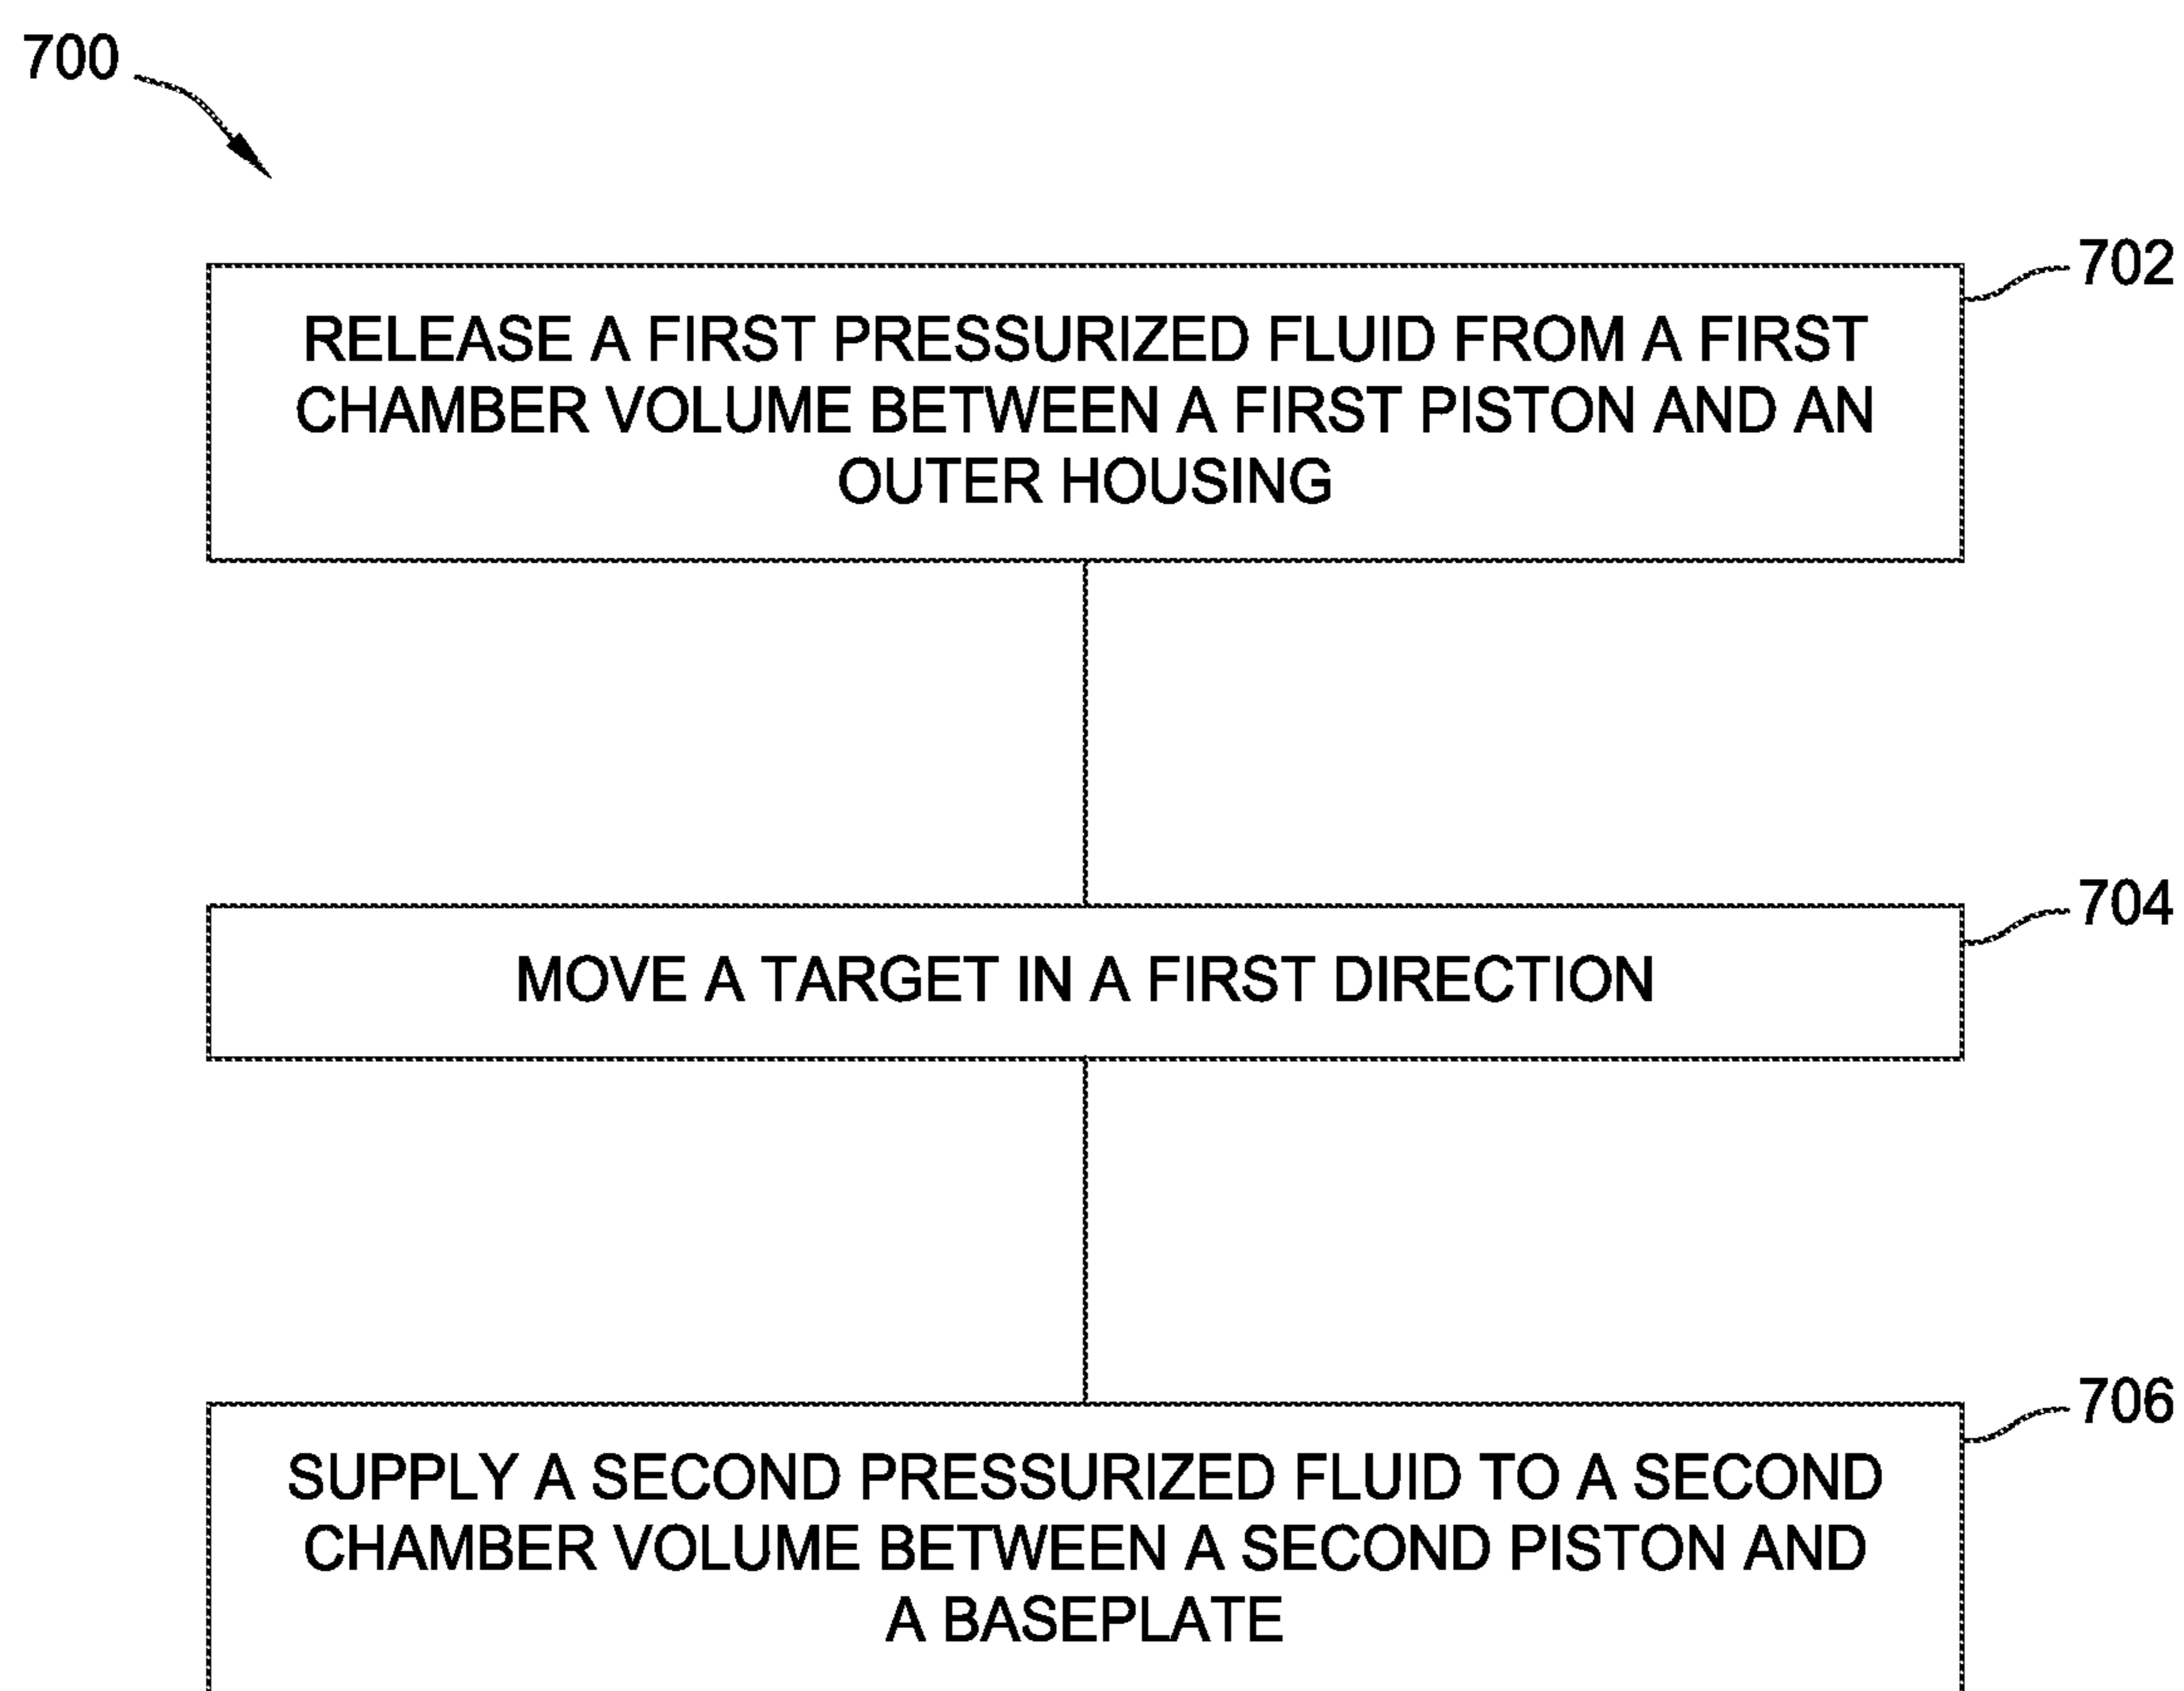 700
702
RELEASE A FIRST PRESSURIZED FLUID FROM A FIRST
CHAMBER VOLUME BETWEEN A FIRST PISTON AND AN
OUTER HOUSING
704
MOVE A TARGET IN A FIRST DIRECTION
706
SUPPLY A SECOND PRESSURIZED FLUID TO A SECOND
CHAMBER VOLUME BETWEEN A SECOND PISTON AND
A BASEPLATE